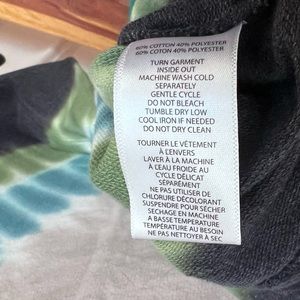 60% COTTON 40% POLYESTER
60% COTTON 40% POLYESTER
TURN GARMENT
INSIDE OUT
MACHINE WASH COLD
SEPARATELY
GENTLE CYCLE
DO NOT BLEACH
TUMBLE DRY LOW
COOL IRON IF NEEDED
DO NOT DRY CLEAN
TOURNER LE VÊTEMENT
À L'ENVERS
LAVER À LA MACHINE
À L'EAU FROIDE AU
CYCLE DÉLICAT
SÉPARÉMENT
NE PAS UTILISER DE
CHLORURE DÉCOLORANT
SUSPENDRE POUR SÉCHER
SECHAGE EN MACHINE
A BASSE TEMPERATURE
TEMPÉRATURE AU BESOIN
NE PAS NETTOYER À SEC